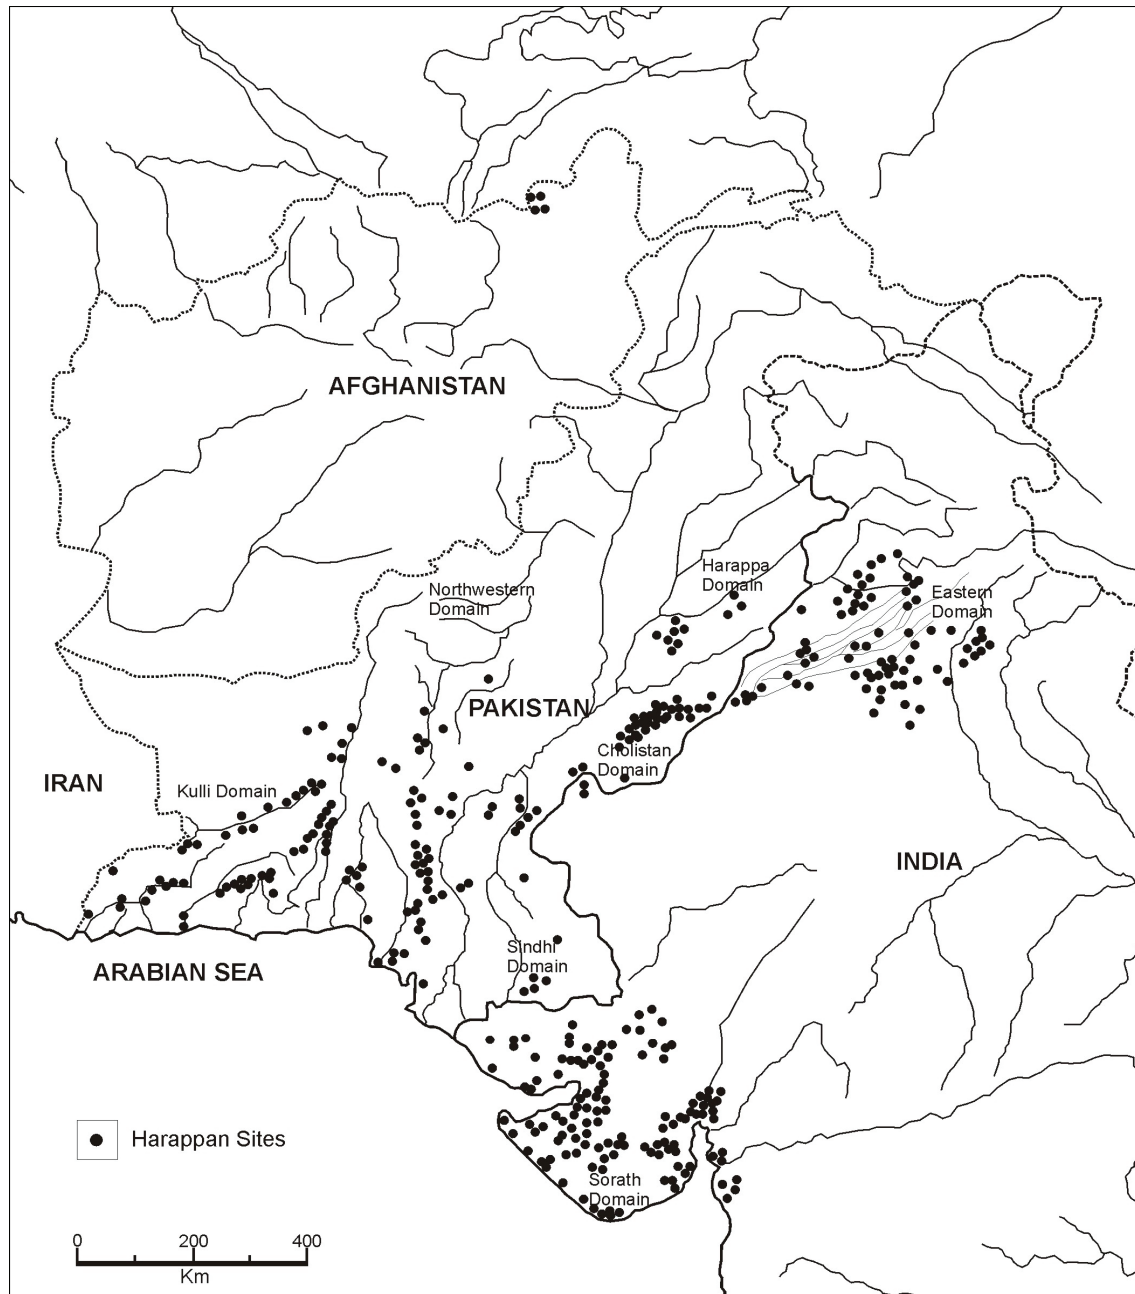 AFGHANISTAN
Harappa
Domain
Northwestern
Domain
Eastern
Domain
PAKISTAN
Cholistan
Domain
IRAN
Kulli Domain
INDIA
Sindhi
Domain
ARABIAN SEA
Harappan Sites
Sorath
Domain
0 200 400
Km